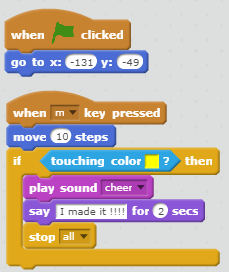 when clicked
go to x: -131 y: -49
when m key pressed
move 10 steps
if touching color ? then
play sound cheer
say I made it !!!! for 2 secs
stop all